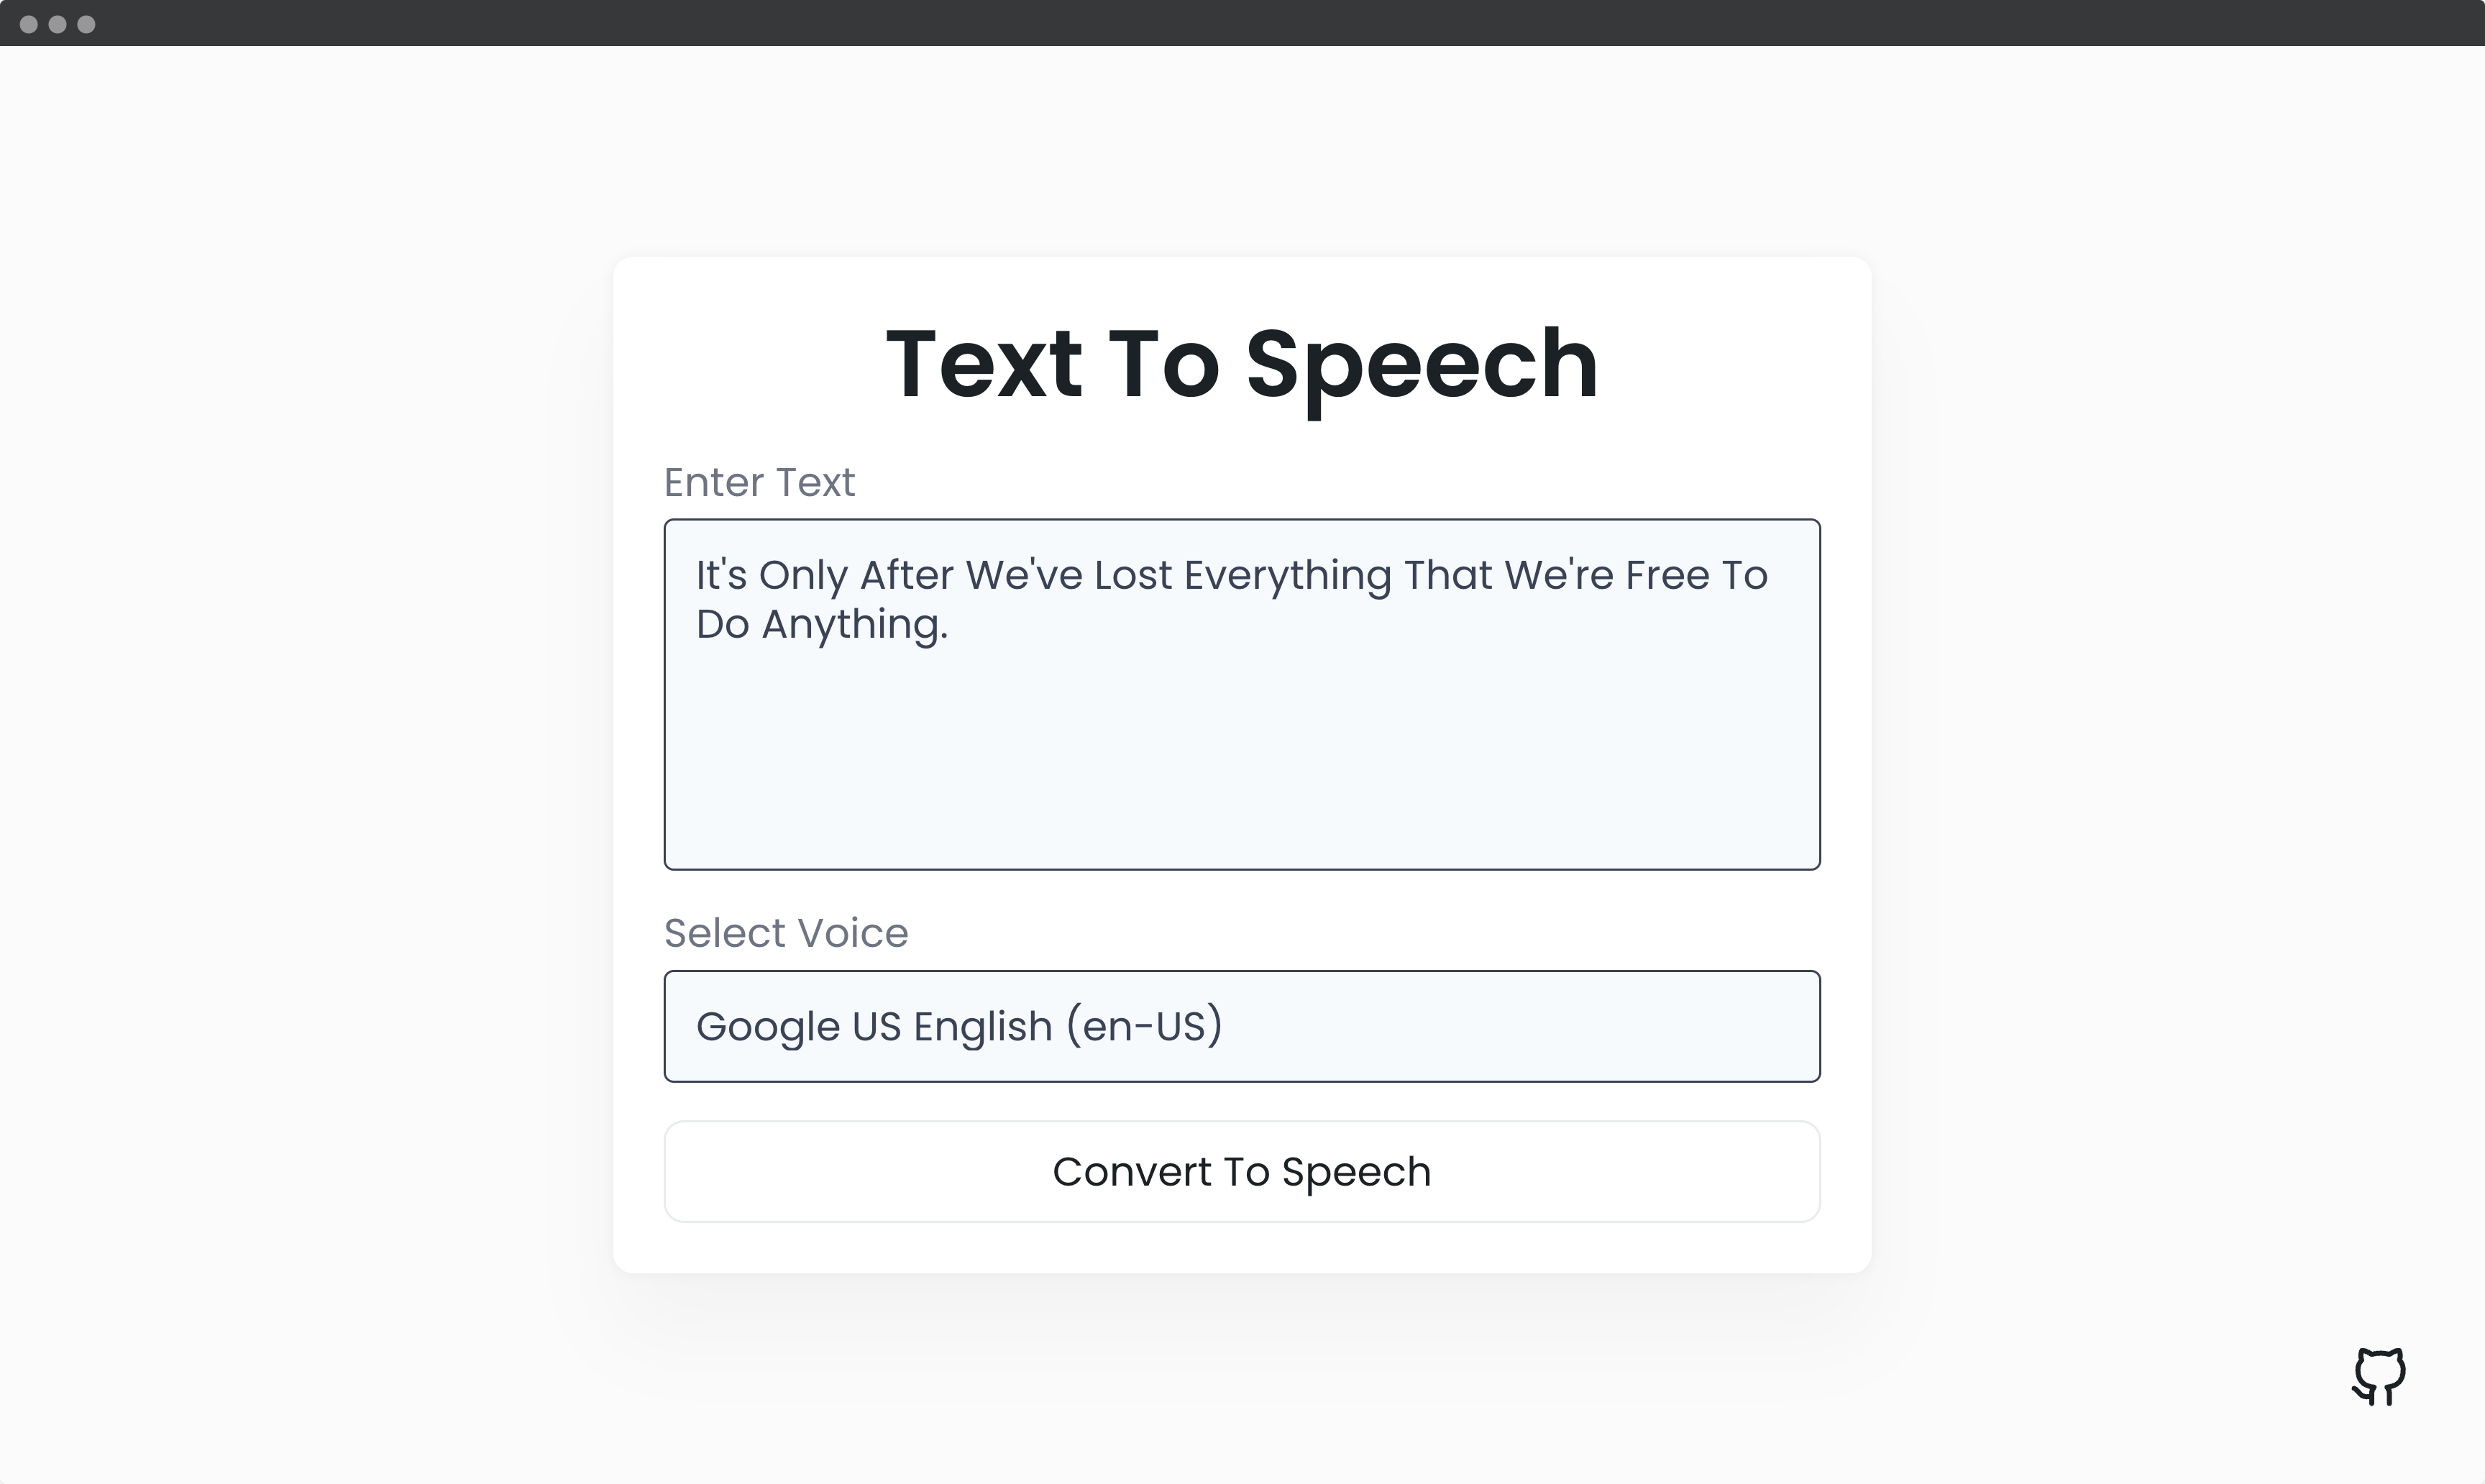 Text To Speech
Enter Text
It's Only After We've Lost Everything That We're Free To
Do Anything.
Select Voice
Google US English (en-US)
Convert To Speech